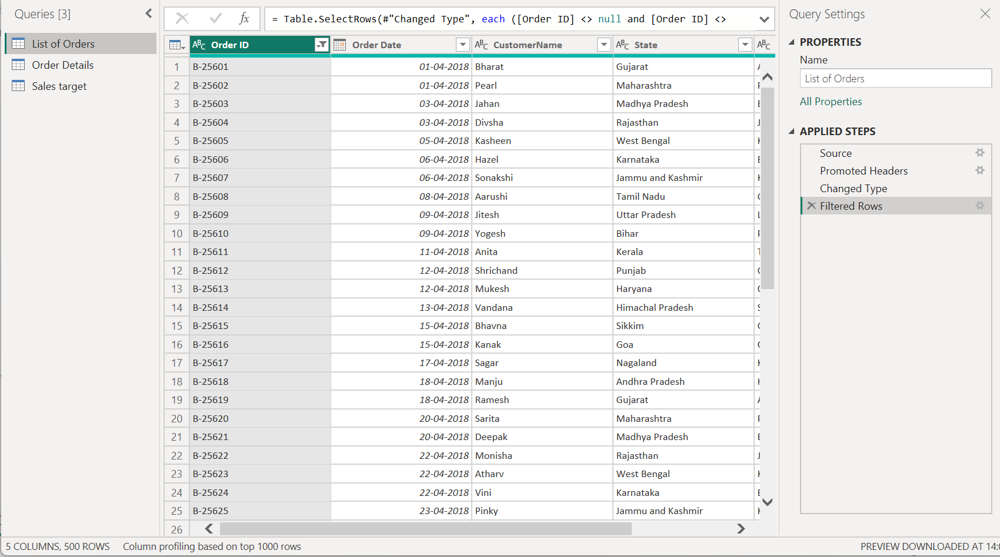 Queries [3]
List of Orders
Order Details
Sales target
fx = Table.SelectRows(#"Changed Type", each ([Order ID] <> null and [Order ID] <>
ABC Order ID Order Date ABC CustomerName ABC State ABC
1 B-25601 01-04-2018 Bharat Gujarat
2 B-25602 01-04-2018 Pearl Maharashtra
3 B-25603 03-04-2018 Jahan Madhya Pradesh
4 B-25604 03-04-2018 Divsha Rajasthan
5 B-25605 05-04-2018 Kasheen West Bengal
6 B-25606 06-04-2018 Hazel Karnataka
7 B-25607 06-04-2018 Sonakshi Jammu and Kashmir
8 B-25608 08-04-2018 Aarushi Tamil Nadu
9 B-25609 09-04-2018 Jitesh Uttar Pradesh
10 B-25610 09-04-2018 Yogesh Bihar
11 B-25611 11-04-2018 Anita Kerala
12 B-25612 12-04-2018 Shrichand Punjab
13 B-25613 12-04-2018 Mukesh Haryana
14 B-25614 13-04-2018 Vandana Himachal Pradesh
15 B-25615 15-04-2018 Bhavna Sikkim
16 B-25616 15-04-2018 Kanak Goa
17 B-25617 17-04-2018 Sagar Nagaland
18 B-25618 18-04-2018 Manju Andhra Pradesh
19 B-25619 18-04-2018 Ramesh Gujarat
20 B-25620 20-04-2018 Sarita Maharashtra
21 B-25621 20-04-2018 Deepak Madhya Pradesh
22 B-25622 22-04-2018 Monisha Rajasthan
23 B-25623 22-04-2018 Atharv West Bengal
24 B-25624 22-04-2018 Vini Karnataka
25 B-25625 23-04-2018 Pinky Jammu and Kashmir
26
Query Settings
PROPERTIES
Name
List of Orders
All Properties
APPLIED STEPS
Source
Promoted Headers
Changed Type
Filtered Rows
5 COLUMNS, 500 ROWS Column profiling based on top 1000 rows
PREVIEW DOWNLOADED AT 14: